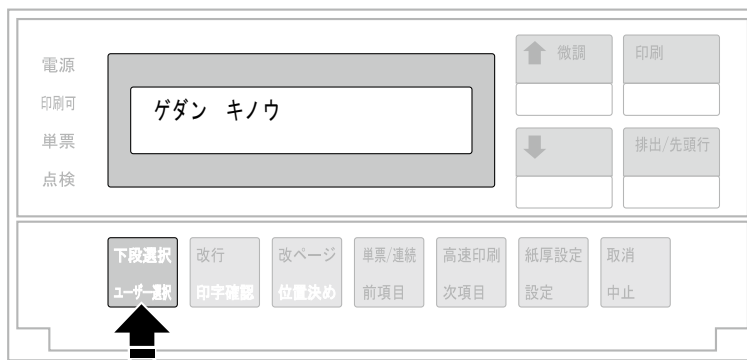 電源
印刷可
単票
点検
ゲダン キノウ
微調
印刷
排出/先頭行
下段選択 改行 改ページ 単票/連続 高速印刷 紙厚設定 取消
ユーザー選択 印字確認 位置決め 前項目 次項目 設定 中止